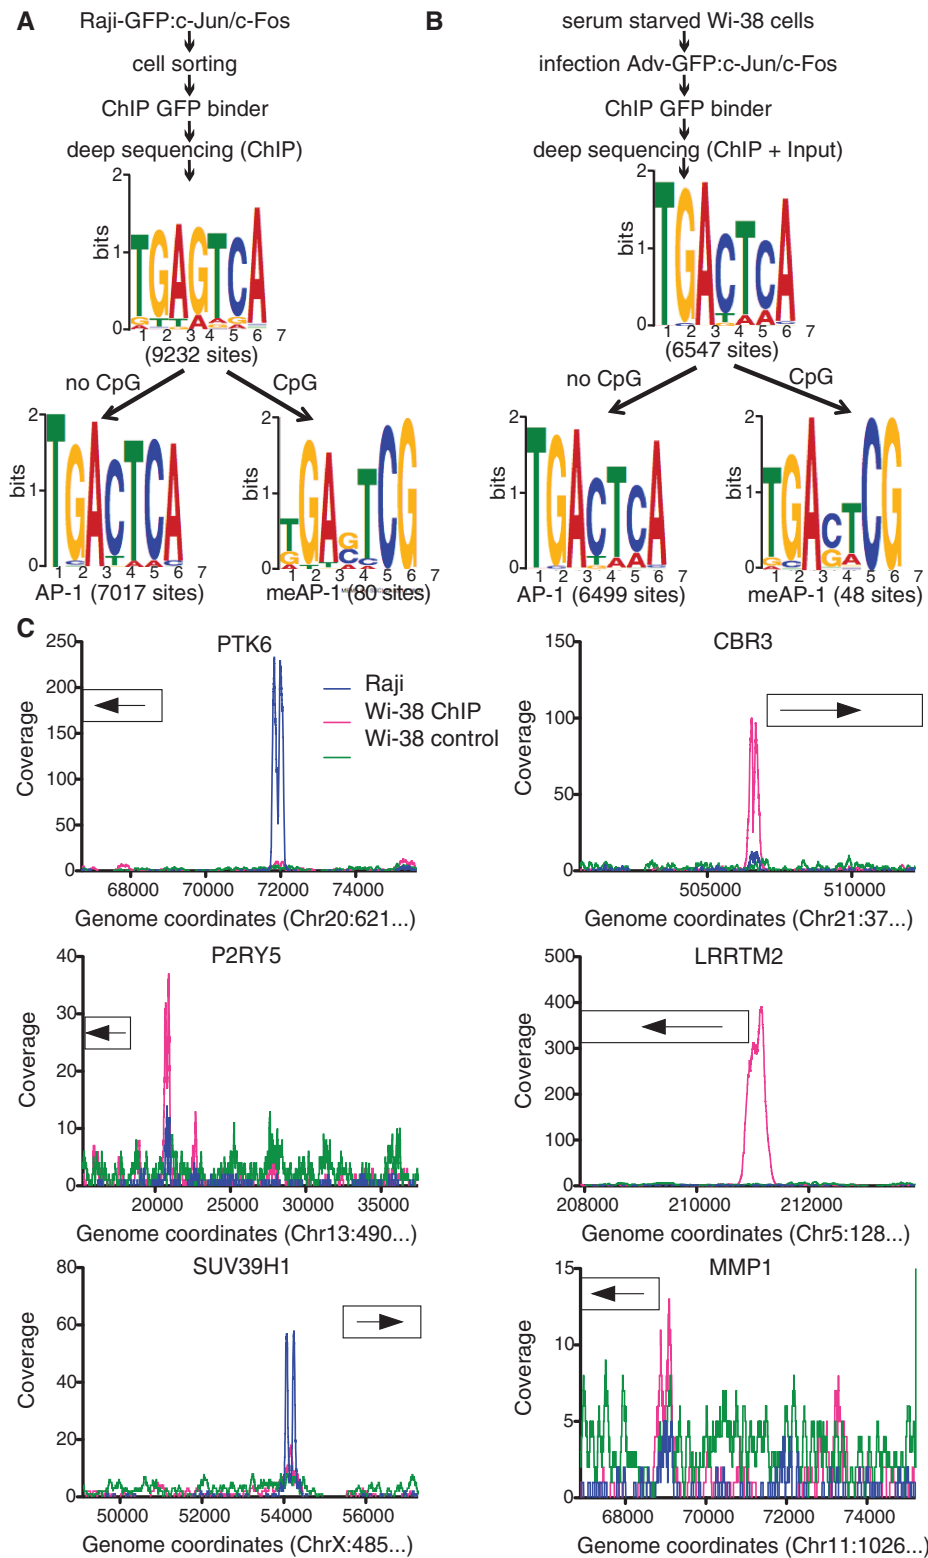 A
Raji-GFP:c-Jun/c-Fos
cell sorting
ChIP GFP binder
deep sequencing (ChIP)
2
1
0
bits
TGAGTCA
1 2 3 4 5 6 7
(9232 sites)
no CpG
CpG
2
1
0
bits
TGACTCA
1 2 3 4 5 6 7
AP-1 (7017 sites)
2
1
0
bits
1 2 3 4 5 6 7
meAP-1 (80 sites)
B
serum starved Wi-38 cells
infection Adv-GFP:c-Jun/c-Fos
ChIP GFP binder
deep sequencing (ChIP + Input)
2
1
0
bits
TGACTCA
1 2 3 4 5 6 7
(6547 sites)
no CpG
CpG
2
1
0
bits
TGACTCA
1 2 3 4 5 6 7
AP-1 (6499 sites)
2
1
0
bits
TGACTCG
1 2 3 4 5 6 7
meAP-1 (48 sites)
C
PTK6
250
200
150
100
50
0
Coverage
Raji
Wi-38 ChIP
Wi-38 control
68000 70000 72000 74000
Genome coordinates (Chr20:621...)
CBR3
150
100
50
0
Coverage
505000 510000
Genome coordinates (Chr21:37...)
P2RY5
40
30
20
10
0
Coverage
20000 25000 30000 35000
Genome coordinates (Chr13:490...)
LRRTM2
500
400
300
200
100
0
Coverage
208000 210000 212000
Genome coordinates (Chr5:128...)
SUV39H1
80
60
40
20
0
Coverage
50000 52000 54000 56000
Genome coordinates (ChrX:485...)
MMP1
15
10
5
0
Coverage
68000 70000 72000 74000
Genome coordinates (Chr11:1026...)